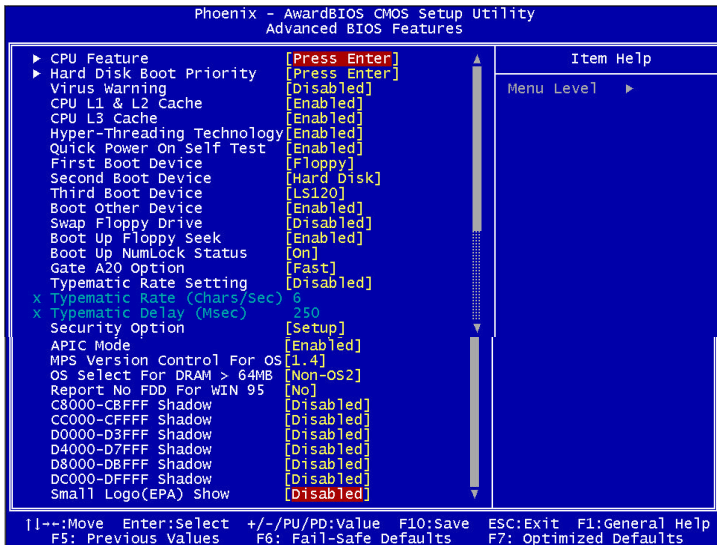 Phoenix - AwardBIOS CMOS Setup Utility
Advanced BIOS Features
▶ CPU Feature [Press Enter]
▶ Hard Disk Boot Priority [Press Enter]
Virus Warning [Disabled]
CPU L1 & L2 Cache [Enabled]
CPU L3 Cache [Enabled]
Hyper-Threading Technology[Enabled]
Quick Power On Self Test [Enabled]
First Boot Device [Floppy]
Second Boot Device [Hard Disk]
Third Boot Device [LS120]
Boot Other Device [Enabled]
Swap Floppy Drive [Disabled]
Boot Up Floppy Seek [Enabled]
Boot Up NumLock Status [On]
Gate A20 Option [Fast]
Typematic Rate Setting [Disabled]
x Typematic Rate (Chars/Sec) 6
x Typematic Delay (Msec) 250
Security Option [Setup]
APIC Mode [Enabled]
MPS Version Control For OS[1.4]
OS Select For DRAM > 64MB [Non-OS2]
Report No FDD For WIN 95 [No]
C8000-CBFFF Shadow [Disabled]
CC000-CFFFF Shadow [Disabled]
D0000-D3FFF Shadow [Disabled]
D4000-D7FFF Shadow [Disabled]
D8000-DBFFF Shadow [Disabled]
DC000-DFFFF Shadow [Disabled]
Small Logo(EPA) Show [Disabled]
Item Help
Menu Level ▶
↑↓→←:Move Enter:Select +/-/PU/PD:Value F10:Save ESC:Exit F1:General Help
F5: Previous Values F6: Fail-Safe Defaults F7: Optimized Defaults